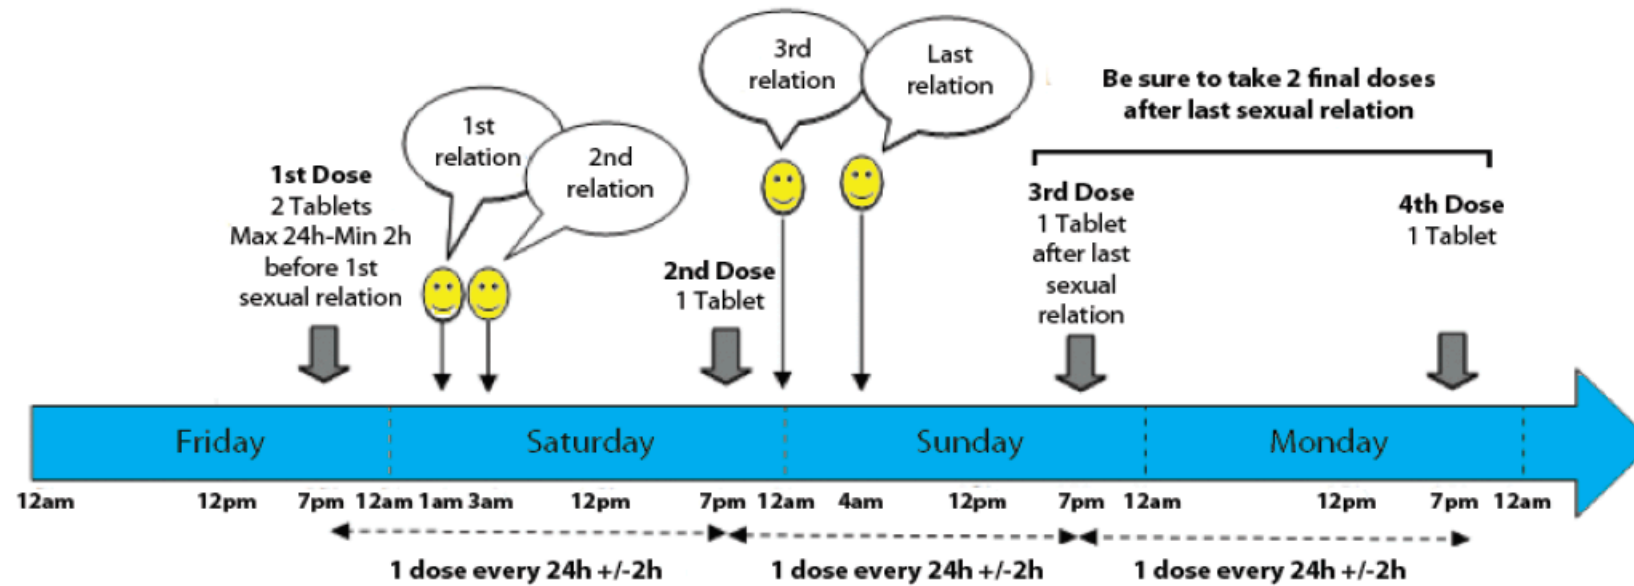 1st
relation
2nd
relation
3rd
relation
Last
relation
Be sure to take 2 final doses
after last sexual relation
1st Dose
2 Tablets
Max 24h-Min 2h
before 1st
sexual relation
2nd Dose
1 Tablet
3rd Dose
1 Tablet
after last
sexual
relation
4th Dose
1 Tablet
Friday Saturday Sunday Monday
12am 12pm 7pm 12am 1am 3am 12pm 7pm 12am 4am 12pm 7pm 12am 12pm 7pm 12am
1 dose every 24h +/-2h 1 dose every 24h +/-2h 1 dose every 24h +/-2h